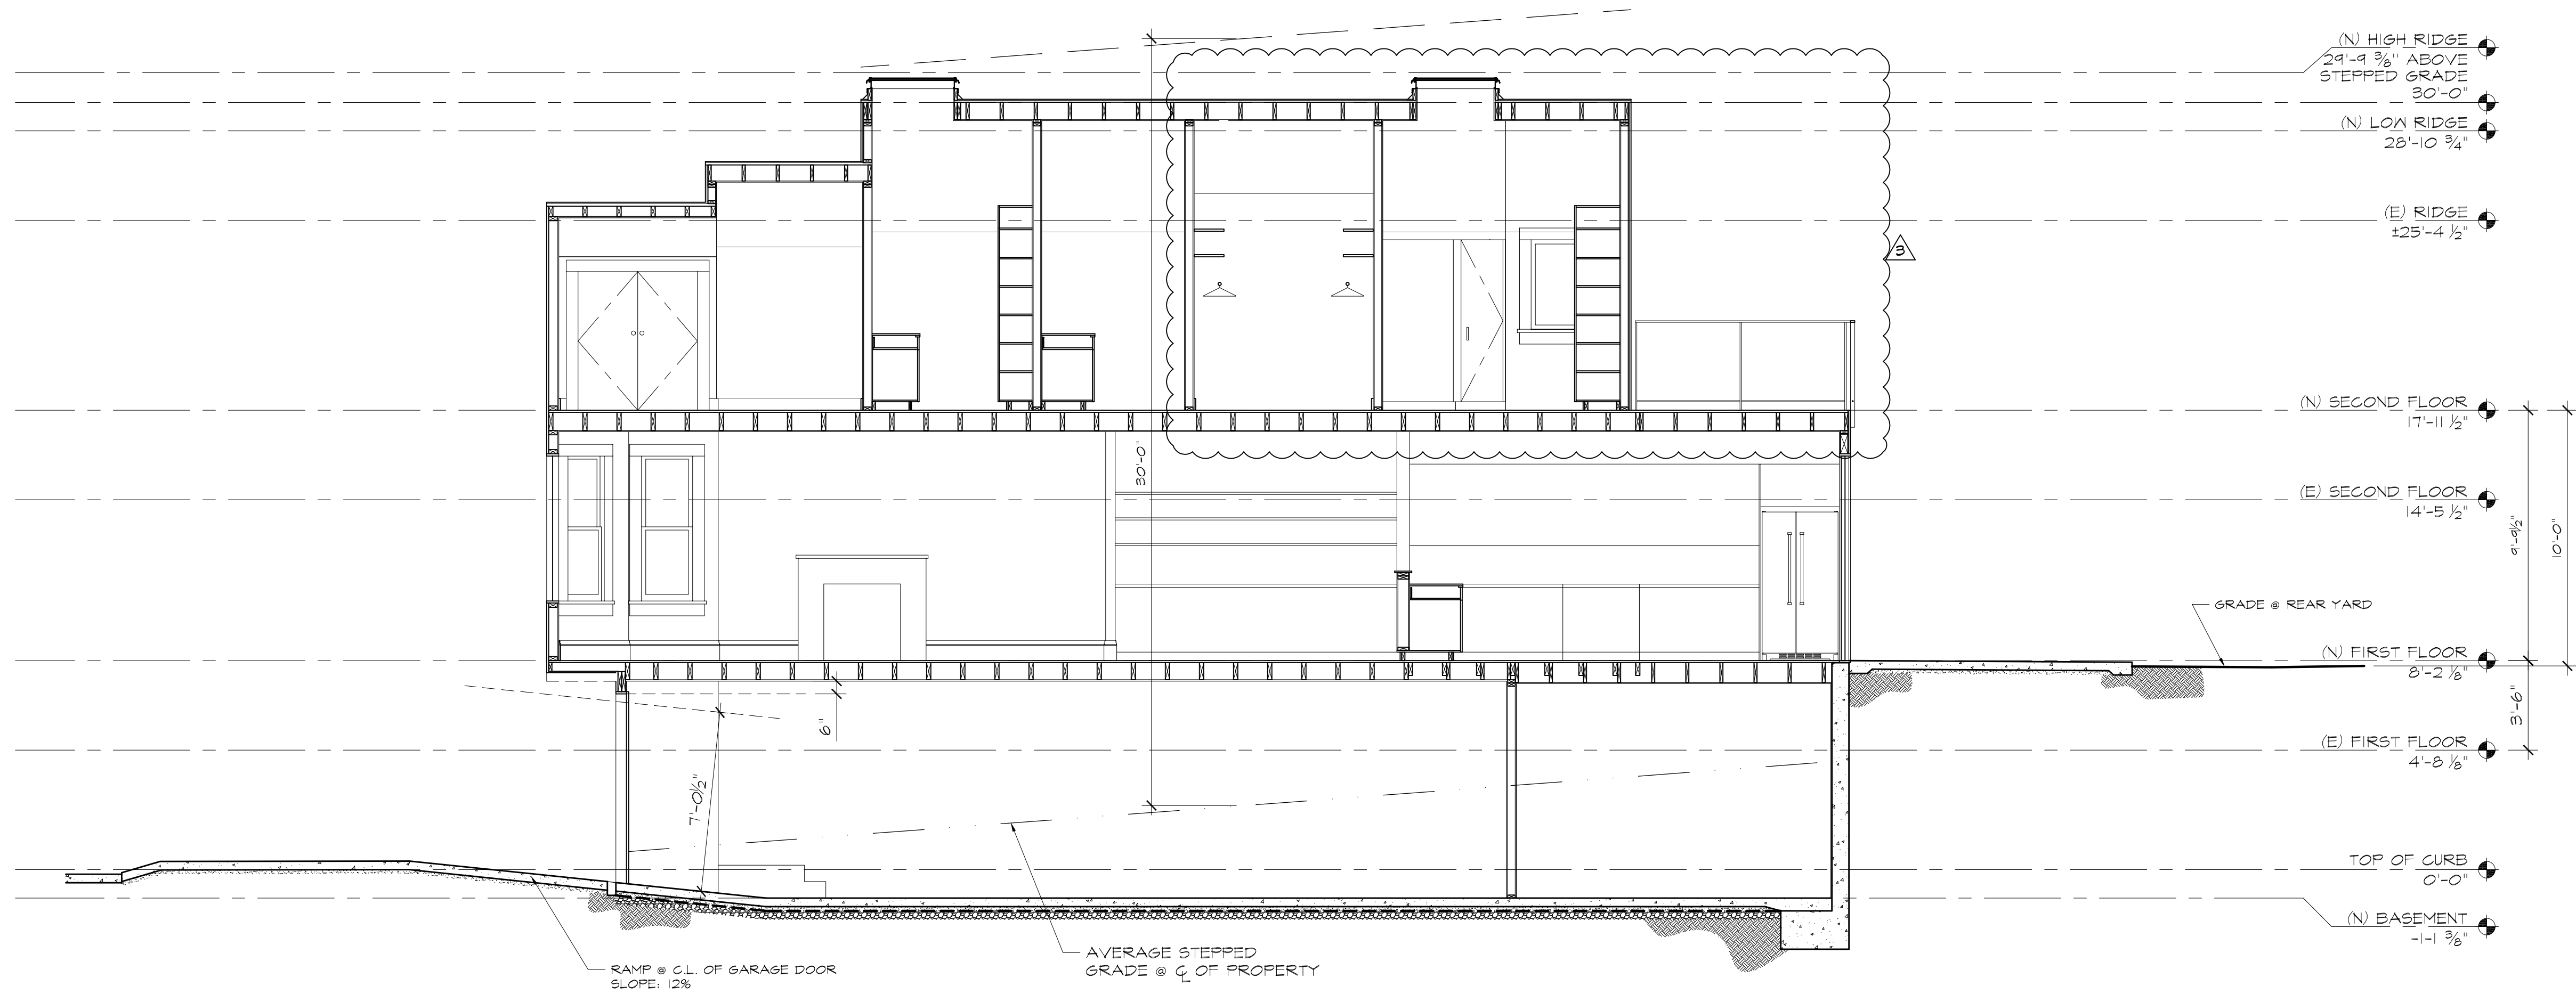 (N) HIGH RIDGE
29'-9 3/8" ABOVE
STEPPED GRADE
30'-0"
(N) LOW RIDGE
28'-10 3/4"
(E) RIDGE
±25'-4 1/2"
3
(N) SECOND FLOOR
17'-11 1/2"
30'-0"
(E) SECOND FLOOR
14'-5 1/2"
9'-9 1/2"
10'-0"
GRADE @ REAR YARD
(N) FIRST FLOOR
8'-2 1/8"
6"
3'-6"
(E) FIRST FLOOR
4'-8 1/8"
7'-0 1/2"
TOP OF CURB
0'-0"
(N) BASEMENT
-1-1 3/8"
AVERAGE STEPPED
GRADE @ ℄ OF PROPERTY
RAMP @ C.L. OF GARAGE DOOR
SLOPE: 12%